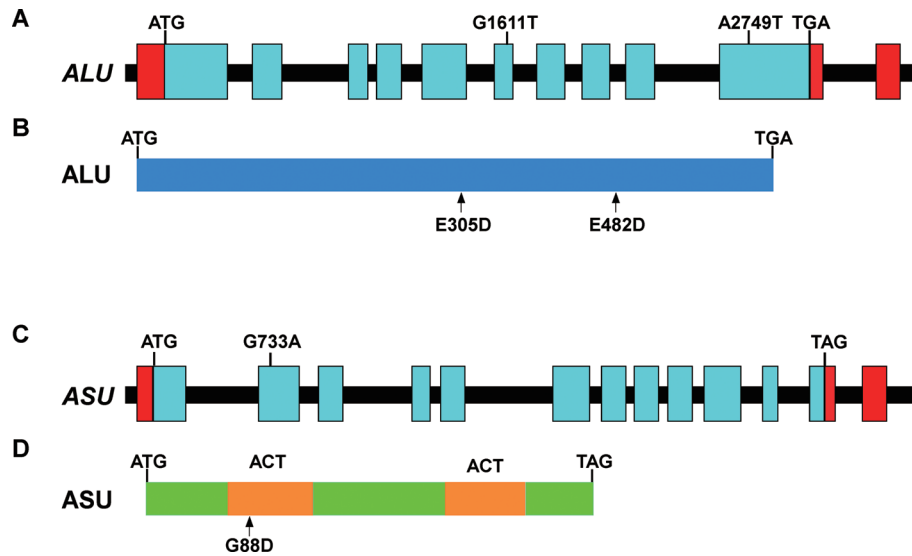 A
ATG G1611T A2749T TGA
ALU
B
ATG TGA
ALU
E305D E482D
C
ATG G733A TAG
ASU
D
ATG ACT ACT TAG
ASU
G88D